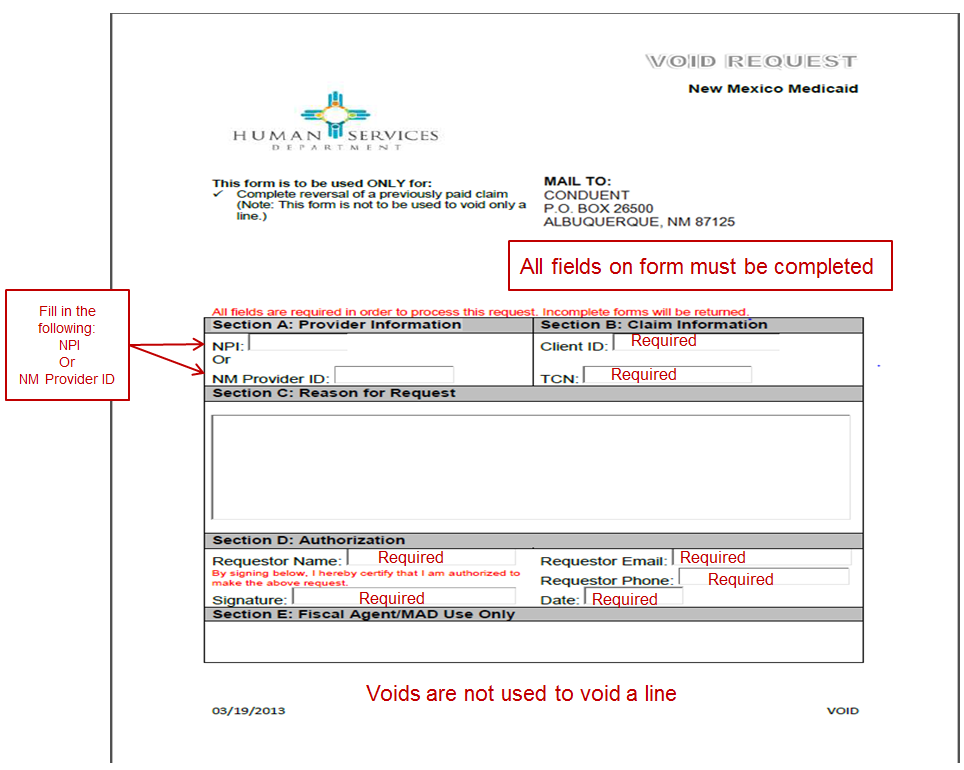 VOID REQUEST
New Mexico Medicaid
HUMAN SERVICES
DEPARTMENT
This form is to be used ONLY for:
✓ Complete reversal of a previously paid claim
(Note: This form is not to be used to void only a
line.)
MAIL TO:
CONDUENT
P.O. BOX 26500
ALBUQUERQUE, NM 87125
All fields on form must be completed
Fill in the
following:
NPI
Or
NM Provider ID
All fields are required in order to process this request. Incomplete forms will be returned.
Section A: Provider Information
NPI:
Or
NM Provider ID:
Section B: Claim Information
Client ID: Required
TCN: Required
Section C: Reason for Request
Section D: Authorization
Requestor Name: Required
By signing below, I hereby certify that I am authorized to
make the above request.
Signature: Required
Requestor Email: Required
Requestor Phone: Required
Date: Required
Section E: Fiscal Agent/MAD Use Only
Voids are not used to void a line
03/19/2013
VOID